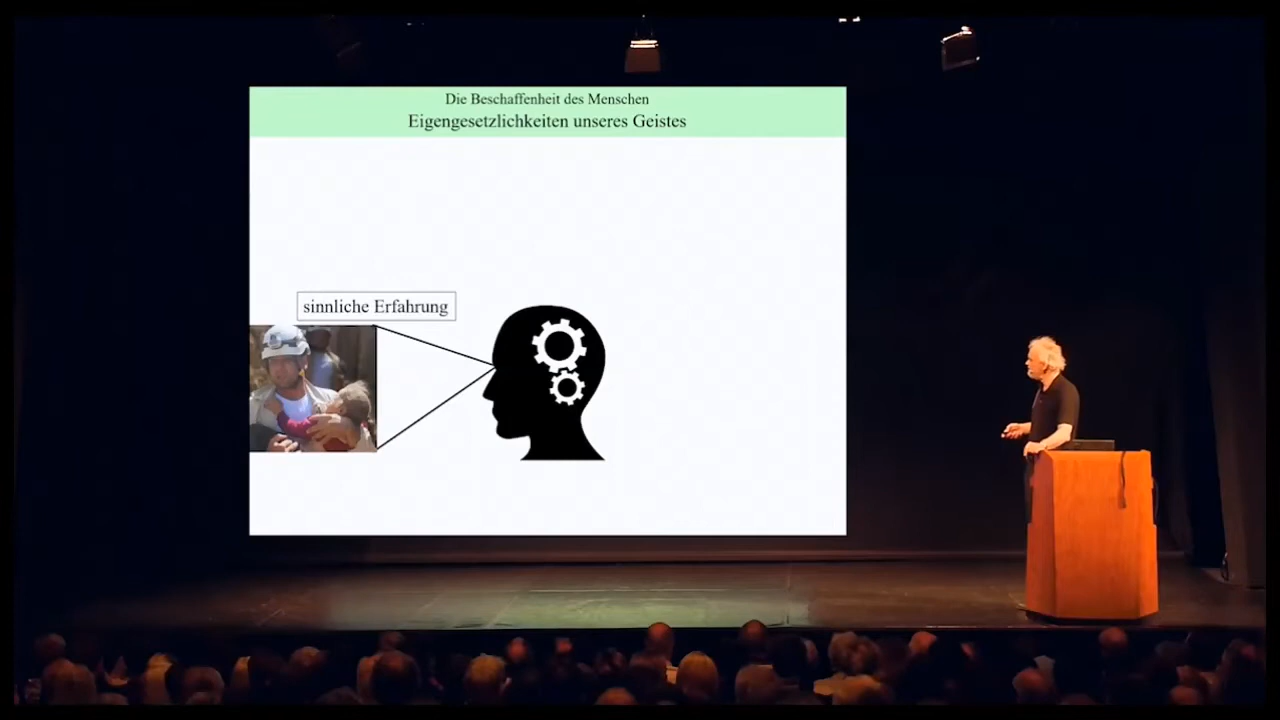 Die Beschaffenheit des Menschen
Eigengesetzlichkeiten unseres Geistes
sinnliche Erfahrung